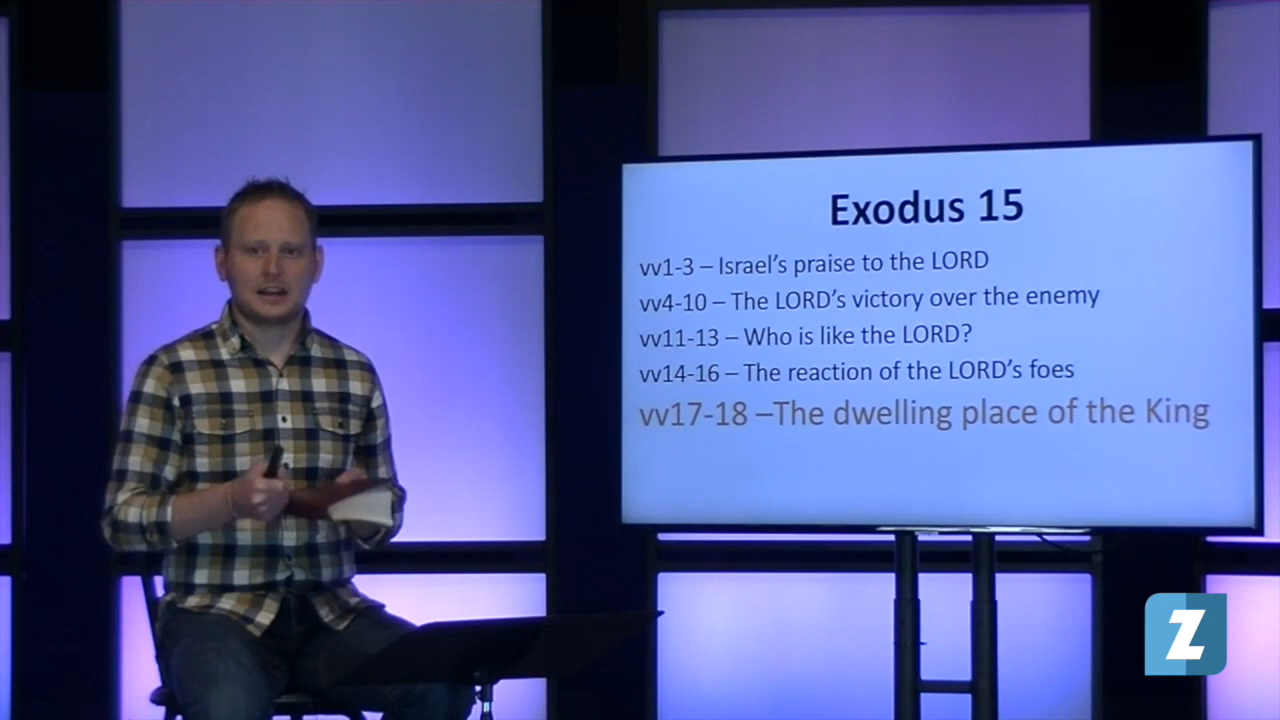 Exodus 15
vv1-3 – Israel's praise to the LORD
vv4-10 – The LORD's victory over the enemy
vv11-13 – Who is like the LORD?
vv14-16 – The reaction of the LORD's foes
vv17-18 –The dwelling place of the King
Z